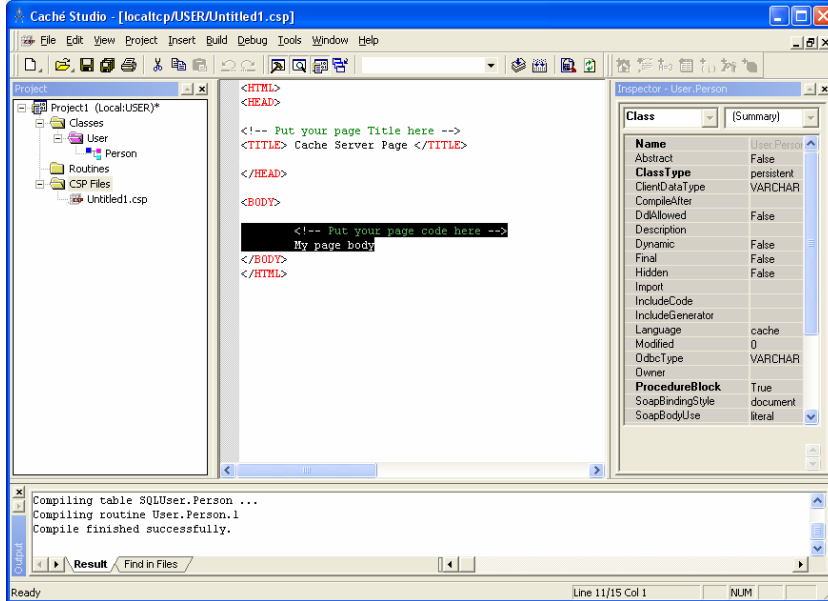 Caché Studio - [localtcp/USER/Untitled1.csp]
File Edit View Project Insert Build Debug Tools Window Help
Project
Project1 (Local:USER)*
Classes
User
Person
Routines
CSP Files
Untitled1.csp
<HTML>
<HEAD>
<!-- Put your page Title here -->
<TITLE> Cache Server Page </TITLE>
</HEAD>
<BODY>
<!-- Put your page code here -->
My page body
</BODY>
</HTML>
Inspector - User.Person
Class (Summary)
Name User.Person
Abstract False
ClassType persistent
ClientDataType VARCHAR
CompileAfter
DdlAllowed False
Description
Dynamic False
Final False
Hidden False
Import
IncludeCode
IncludeGenerator
Language cache
Modified 0
OdbcType VARCHAR
Owner
ProcedureBlock True
SoapBindingStyle document
SoapBodyUse literal
Compiling table SQLUser.Person ...
Compiling routine User.Person.1
Compile finished successfully.
Output
Result Find in Files
Ready Line 11/15 Col 1 NUM